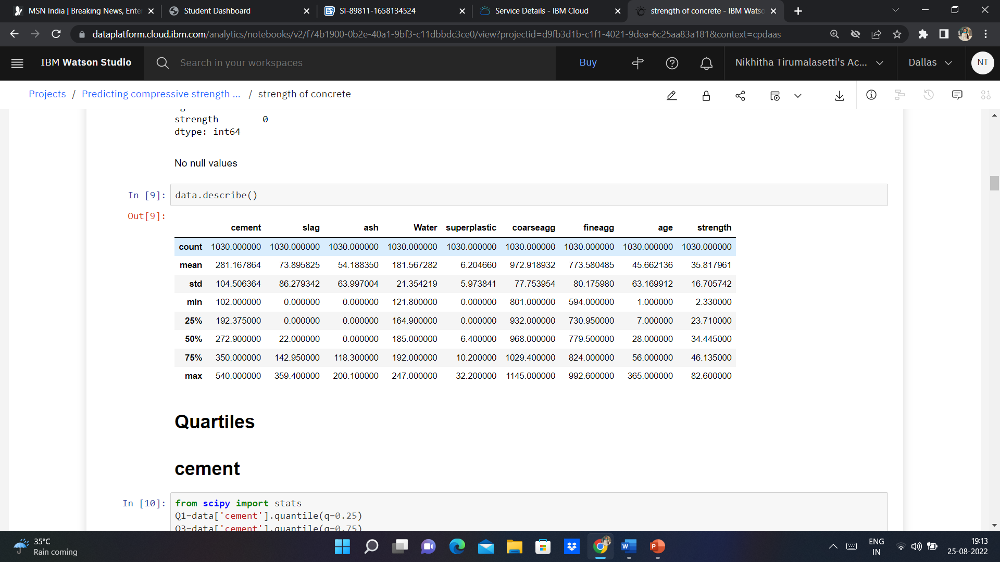 MSN India | Breaking News, Ente
Student Dashboard
SI-89811-1658134524
Service Details - IBM Cloud
strength of concrete - IBM Watso
dataplatform.cloud.ibm.com/analytics/notebooks/v2/f74b1900-0b2e-40a1-9bf3-c11dbbdc3ce0/view?projectid=d9fb3d1b-c1f1-4021-9dea-6c25aa83a181&context=cpdaas
IBM Watson Studio
Search in your workspaces
Buy
Nikhitha Tirumalasetti's Ac...
Dallas
NT
Projects / Predicting compressive strength ... / strength of concrete
strength 0
dtype: int64
No null values
In [9]: data.describe()
Out[9]:
cement slag ash Water superplastic coarseagg fineagg age strength
count 1030.000000 1030.000000 1030.000000 1030.000000 1030.000000 1030.000000 1030.000000 1030.000000 1030.000000
mean 281.167864 73.895825 54.188350 181.567282 6.204660 972.918932 773.580485 45.662136 35.817961
std 104.506364 86.279342 63.997004 21.354219 5.973841 77.753954 80.175980 63.169912 16.705742
min 102.000000 0.000000 0.000000 121.800000 0.000000 801.000000 594.000000 1.000000 2.330000
25% 192.375000 0.000000 0.000000 164.900000 0.000000 932.000000 730.950000 7.000000 23.710000
50% 272.900000 22.000000 0.000000 185.000000 6.400000 968.000000 779.500000 28.000000 34.445000
75% 350.000000 142.950000 118.300000 192.000000 10.200000 1029.400000 824.000000 56.000000 46.135000
max 540.000000 359.400000 200.100000 247.000000 32.200000 1145.000000 992.600000 365.000000 82.600000
Quartiles
cement
In [10]: from scipy import stats
Q1=data['cement'].quantile(q=0.25)
Q3=data['cement'].quantile(q=0.75)
35°C
Rain coming
ENG
IN
19:13
25-08-2022